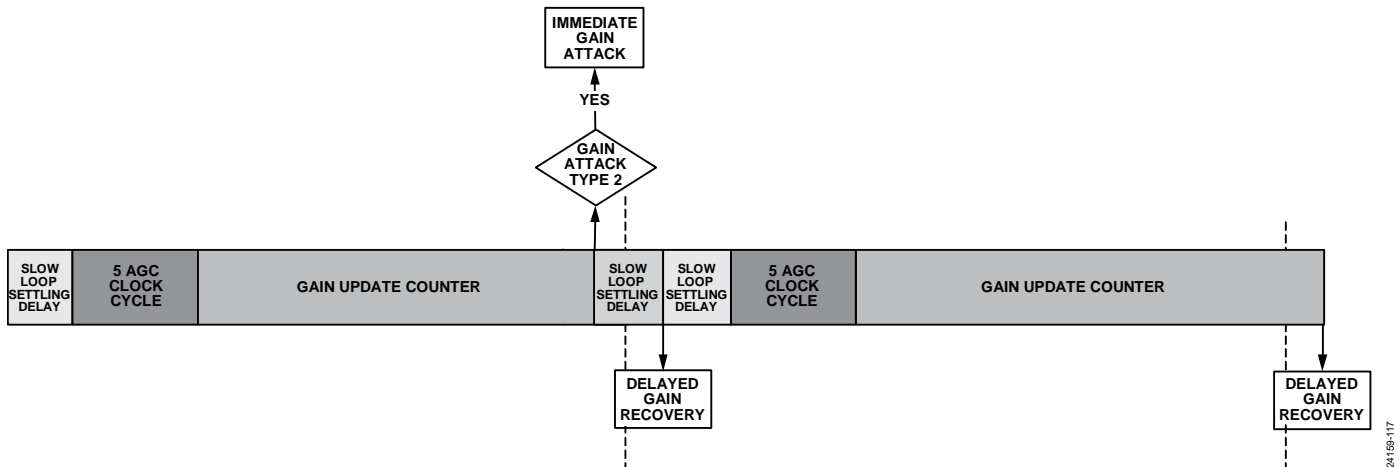 IMMEDIATE
GAIN
ATTACK
YES
GAIN
ATTACK
TYPE 2
SLOW
LOOP
SETTLING
DELAY
5 AGC
CLOCK
CYCLE
GAIN UPDATE COUNTER
SLOW
LOOP
SETTLING
DELAY
SLOW
LOOP
SETTLING
DELAY
5 AGC
CLOCK
CYCLE
GAIN UPDATE COUNTER
DELAYED
GAIN
RECOVERY
DELAYED
GAIN
RECOVERY
24159-117